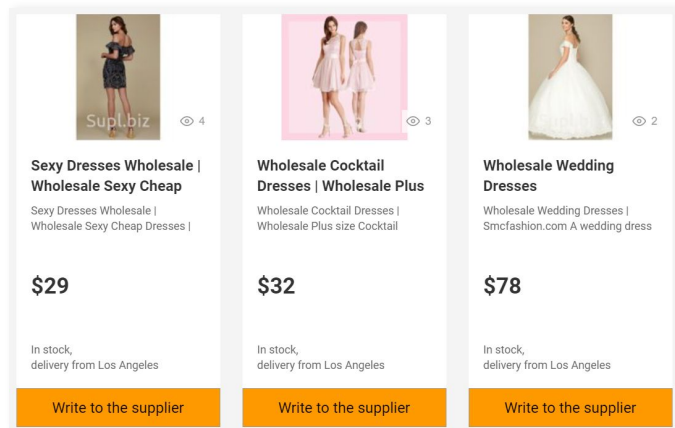 Supl.biz
4
3
2
Sexy Dresses Wholesale |
Wholesale Sexy Cheap
Sexy Dresses Wholesale |
Wholesale Sexy Cheap Dresses |
$29
In stock,
delivery from Los Angeles
Write to the supplier
Wholesale Cocktail
Dresses | Wholesale Plus
Wholesale Cocktail Dresses |
Wholesale Plus size Cocktail
$32
In stock,
delivery from Los Angeles
Write to the supplier
Supl.biz
Wholesale Wedding
Dresses
Wholesale Wedding Dresses |
Smcfashion.com A wedding dress
$78
In stock,
delivery from Los Angeles
Write to the supplier